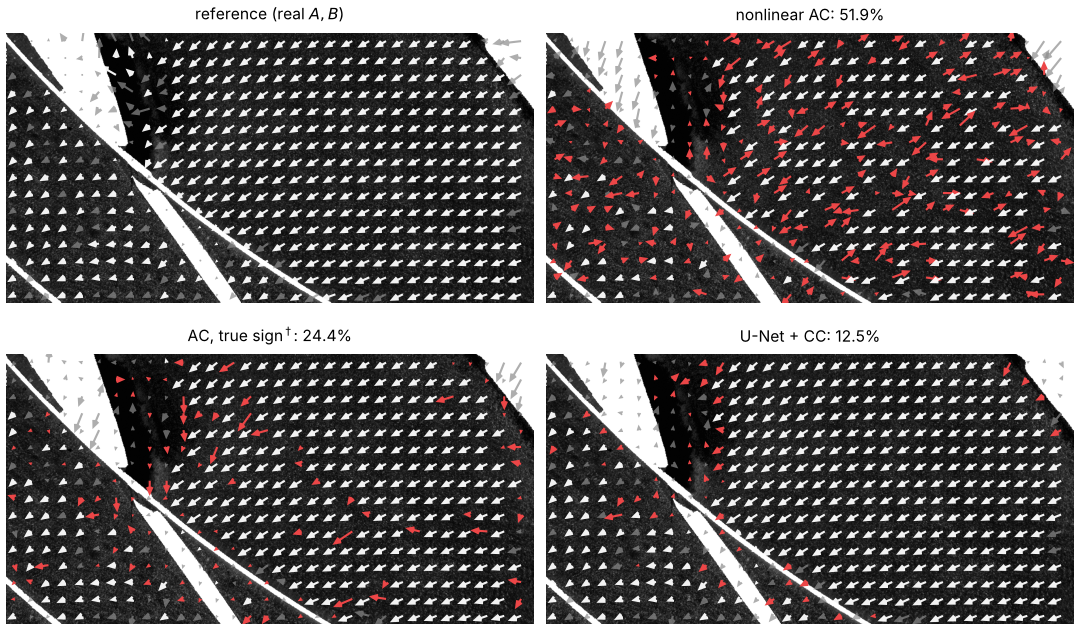 reference (real A, B)
nonlinear AC: 51.9%
AC, true sign†: 24.4%
U-Net + CC: 12.5%